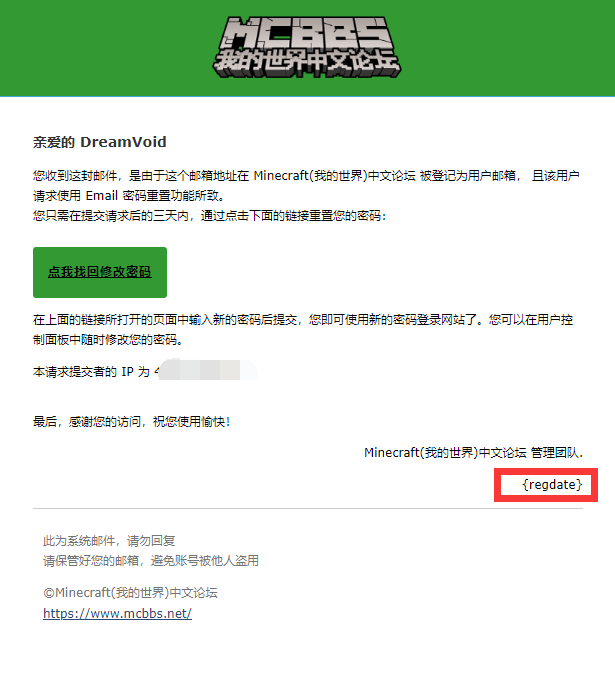 MCBBS
我的世界中文论坛
亲爱的 DreamVoid
您收到这封邮件，是由于这个邮箱地址在 Minecraft(我的世界)中文论坛 被登记为用户邮箱， 且该用户
请求使用 Email 密码重置功能所致。
您只需在提交请求后的三天内，通过点击下面的链接重置您的密码：
点我找回修改密码
在上面的链接所打开的页面中输入新的密码后提交，您即可使用新的密码登录网站了。您可以在用户控
制面板中随时修改您的密码。
本请求提交者的 IP 为
最后，感谢您的访问，祝您使用愉快！
Minecraft(我的世界)中文论坛 管理团队.
{regdate}
此为系统邮件，请勿回复
请保管好您的邮箱，避免账号被他人盗用
©Minecraft(我的世界)中文论坛
https://www.mcbbs.net/